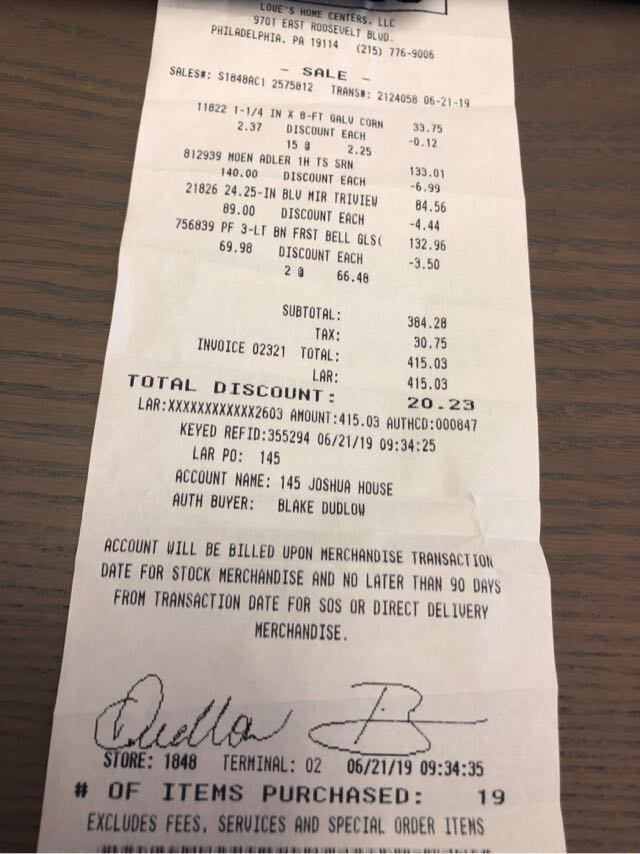 LOWE'S HOME CENTERS, LLC
9701 EAST ROOSEVELT BLVD.
PHILADELPHIA, PA 19114 (215) 776-9006
- SALE -
SALES#: S1848AC1 2575812 TRANS#: 2124058 06-21-19
11822 1-1/4 IN X 8-FT GALV CORN 33.75
2.37 DISCOUNT EACH -0.12
15 @ 2.25
812939 MOEN ADLER 1H TS SRN 133.01
140.00 DISCOUNT EACH -6.99
21826 24.25-IN BLV MIR TRIVIEW 84.56
89.00 DISCOUNT EACH -4.44
756839 PF 3-LT BN FRST BELL GLS( 132.96
69.98 DISCOUNT EACH -3.50
2 @ 66.48
SUBTOTAL: 384.28
TAX: 30.75
INVOICE 02321 TOTAL: 415.03
LAR: 415.03
TOTAL DISCOUNT: 20.23
LAR:XXXXXXXXXXXX2603 AMOUNT:415.03 AUTHCD:000847
KEYED REFID:355294 06/21/19 09:34:25
LAR PO: 145
ACCOUNT NAME: 145 JOSHUA HOUSE
AUTH BUYER: BLAKE DUDLOW
ACCOUNT WILL BE BILLED UPON MERCHANDISE TRANSACTION
DATE FOR STOCK MERCHANDISE AND NO LATER THAN 90 DAYS
FROM TRANSACTION DATE FOR SOS OR DIRECT DELIVERY
MERCHANDISE.
STORE: 1848 TERMINAL: 02 06/21/19 09:34:35
# OF ITEMS PURCHASED: 19
EXCLUDES FEES, SERVICES AND SPECIAL ORDER ITEMS